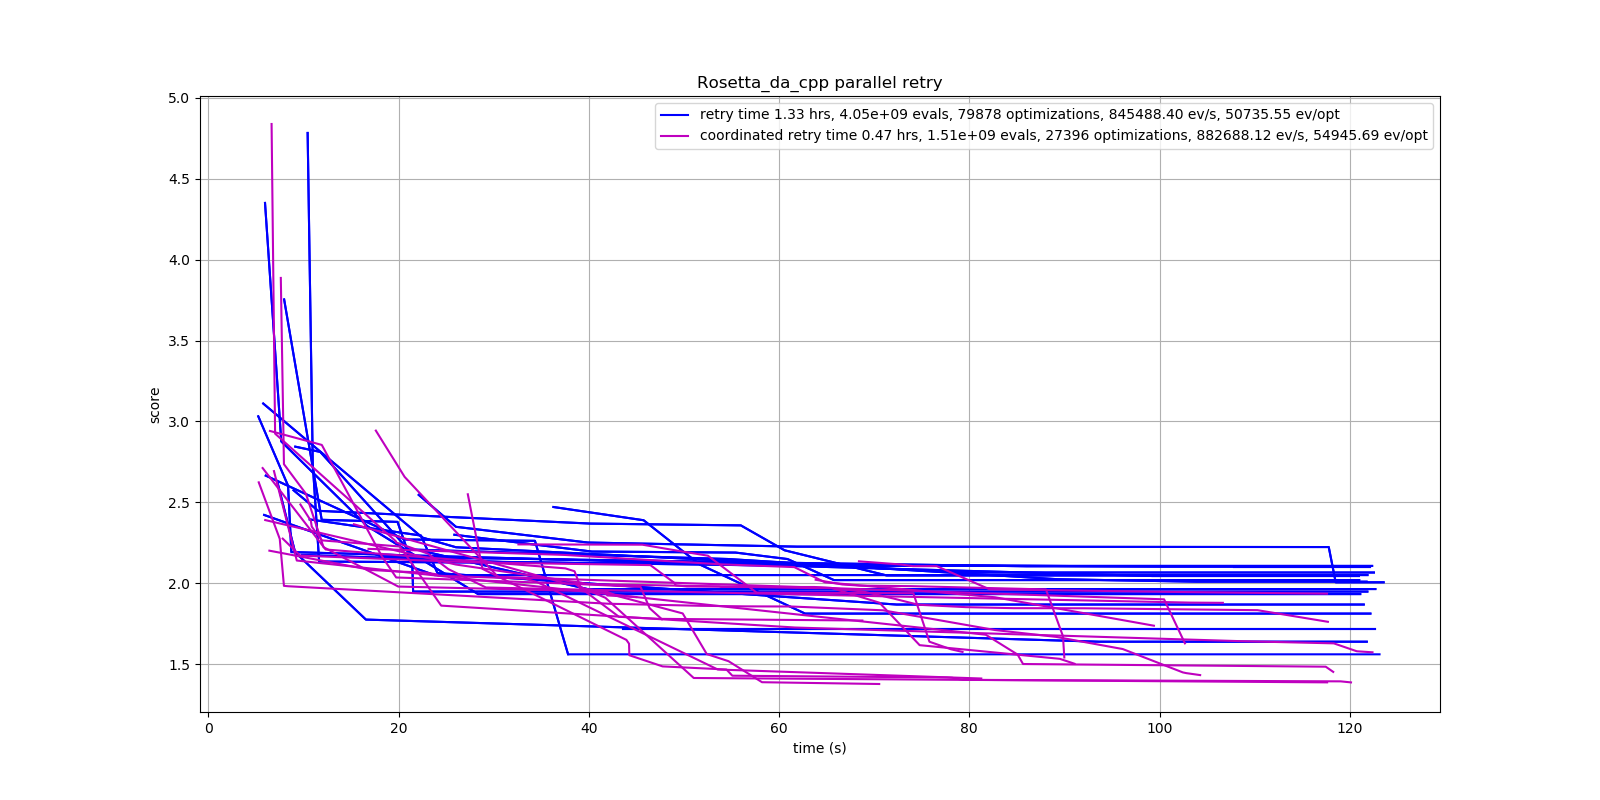 Rosetta_da_cpp parallel retry
retry time 1.33 hrs, 4.05e+09 evals, 79878 optimizations, 845488.40 ev/s, 50735.55 ev/opt
coordinated retry time 0.47 hrs, 1.51e+09 evals, 27396 optimizations, 882688.12 ev/s, 54945.69 ev/opt
5.0
4.5
4.0
3.5
3.0
2.5
2.0
1.5
score
0 20 40 60 80 100 120
time (s)